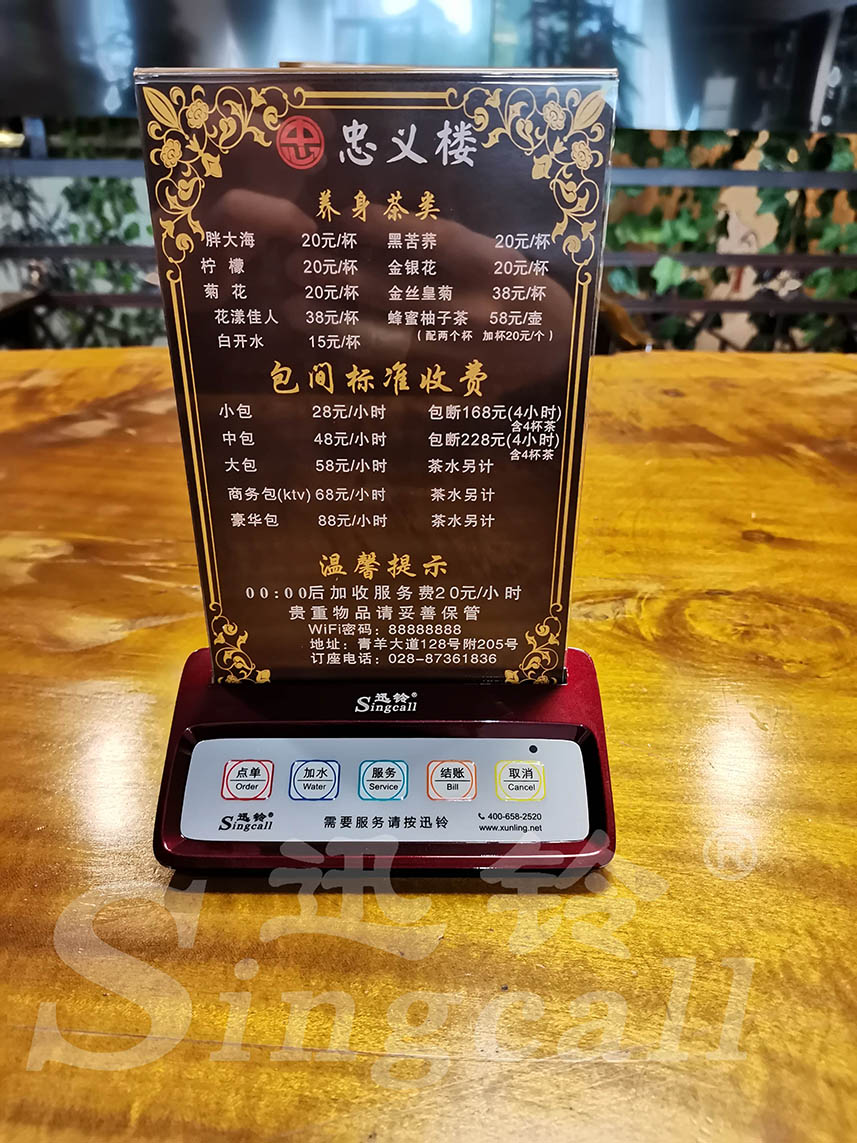 忠义楼
养身茶类
胖大海 20元/杯 黑苦荞 20元/杯
柠檬 20元/杯 金银花 20元/杯
菊花 20元/杯 金丝皇菊 38元/杯
花漾佳人 38元/杯 蜂蜜柚子茶 58元/壶
白开水 15元/杯 (配两个杯 加杯20元/个)
包间标准收费
小包 28元/小时 包断168元(4小时)
含4杯茶
中包 48元/小时 包断228元(4小时)
含4杯茶
大包 58元/小时 茶水另计
商务包(ktv) 68元/小时 茶水另计
豪华包 88元/小时 茶水另计
温馨提示
00:00后加收服务费20元/小时
贵重物品请妥善保管
WiFi密码：88888888
地址：青羊大道128号附205号
订座电话：028-87361836
迅铃®
Singcall
点单 加水 服务 结账 取消
Order Water Service Bill Cancel
迅铃®
Singcall
需要服务请按迅铃
400-658-2520
www.xunling.net
迅铃®
Singcall